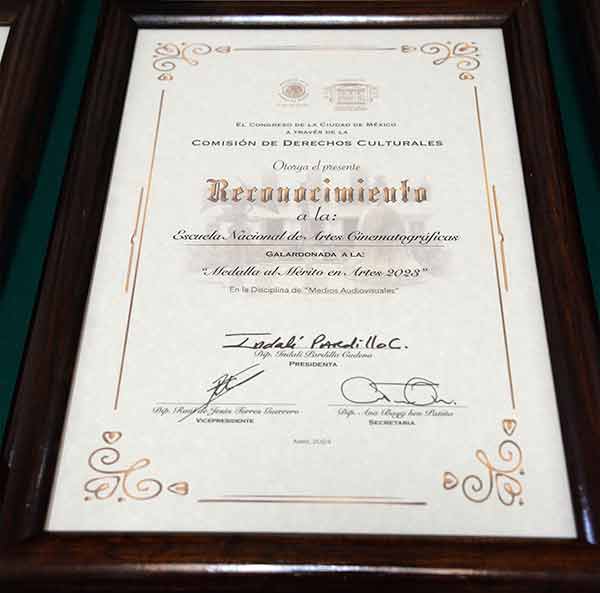 El Congreso de la Ciudad de México
a través de la
Comisión de Derechos Culturales
Otorga el presente
Reconocimiento
a la:
Escuela Nacional de Artes Cinematográficas
Galardonada a la:
"Medalla al Mérito en Artes 2023"
En la Disciplina de "Medios Audiovisuales"
Indalí Pardillo C.
Dip. Indalí Pardillo Cadena
Presidenta
Dip. Raúl de Jesús Torres Guerrero
Vicepresidente
Dip. Ana Buggy ben Patiño
Secretaria
Abril 2024